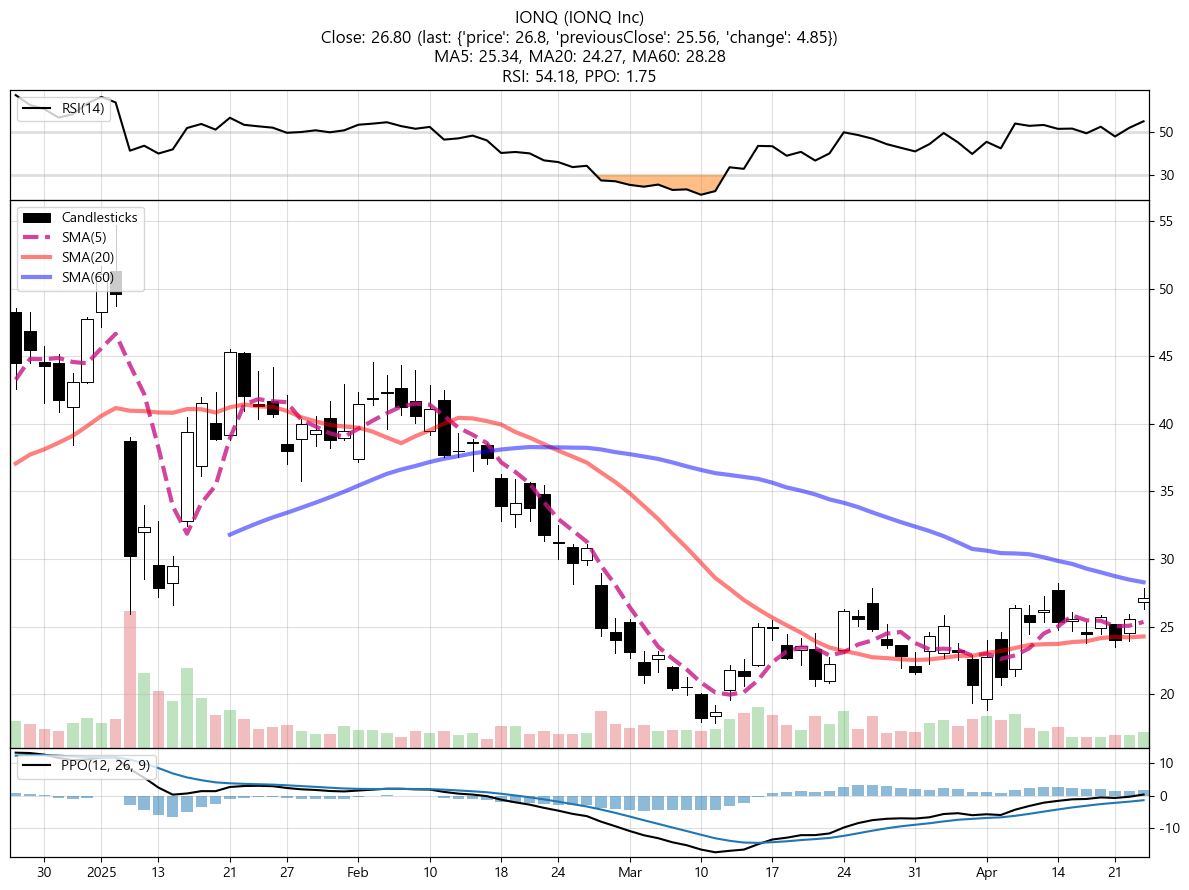 IONQ (IONQ Inc)
Close: 26.80 (last: {'price': 26.8, 'previousClose': 25.56, 'change': 4.85})
MA5: 25.34, MA20: 24.27, MA60: 28.28
RSI: 54.18, PPO: 1.75
RSI(14)
50
30
Candlesticks
SMA(5)
SMA(20)
SMA(60)
55
50
45
40
35
30
25
20
PPO(12, 26, 9)
10
0
-10
30 2025 13 21 27 Feb 10 18 24 Mar 10 17 24 31 Apr 14 21